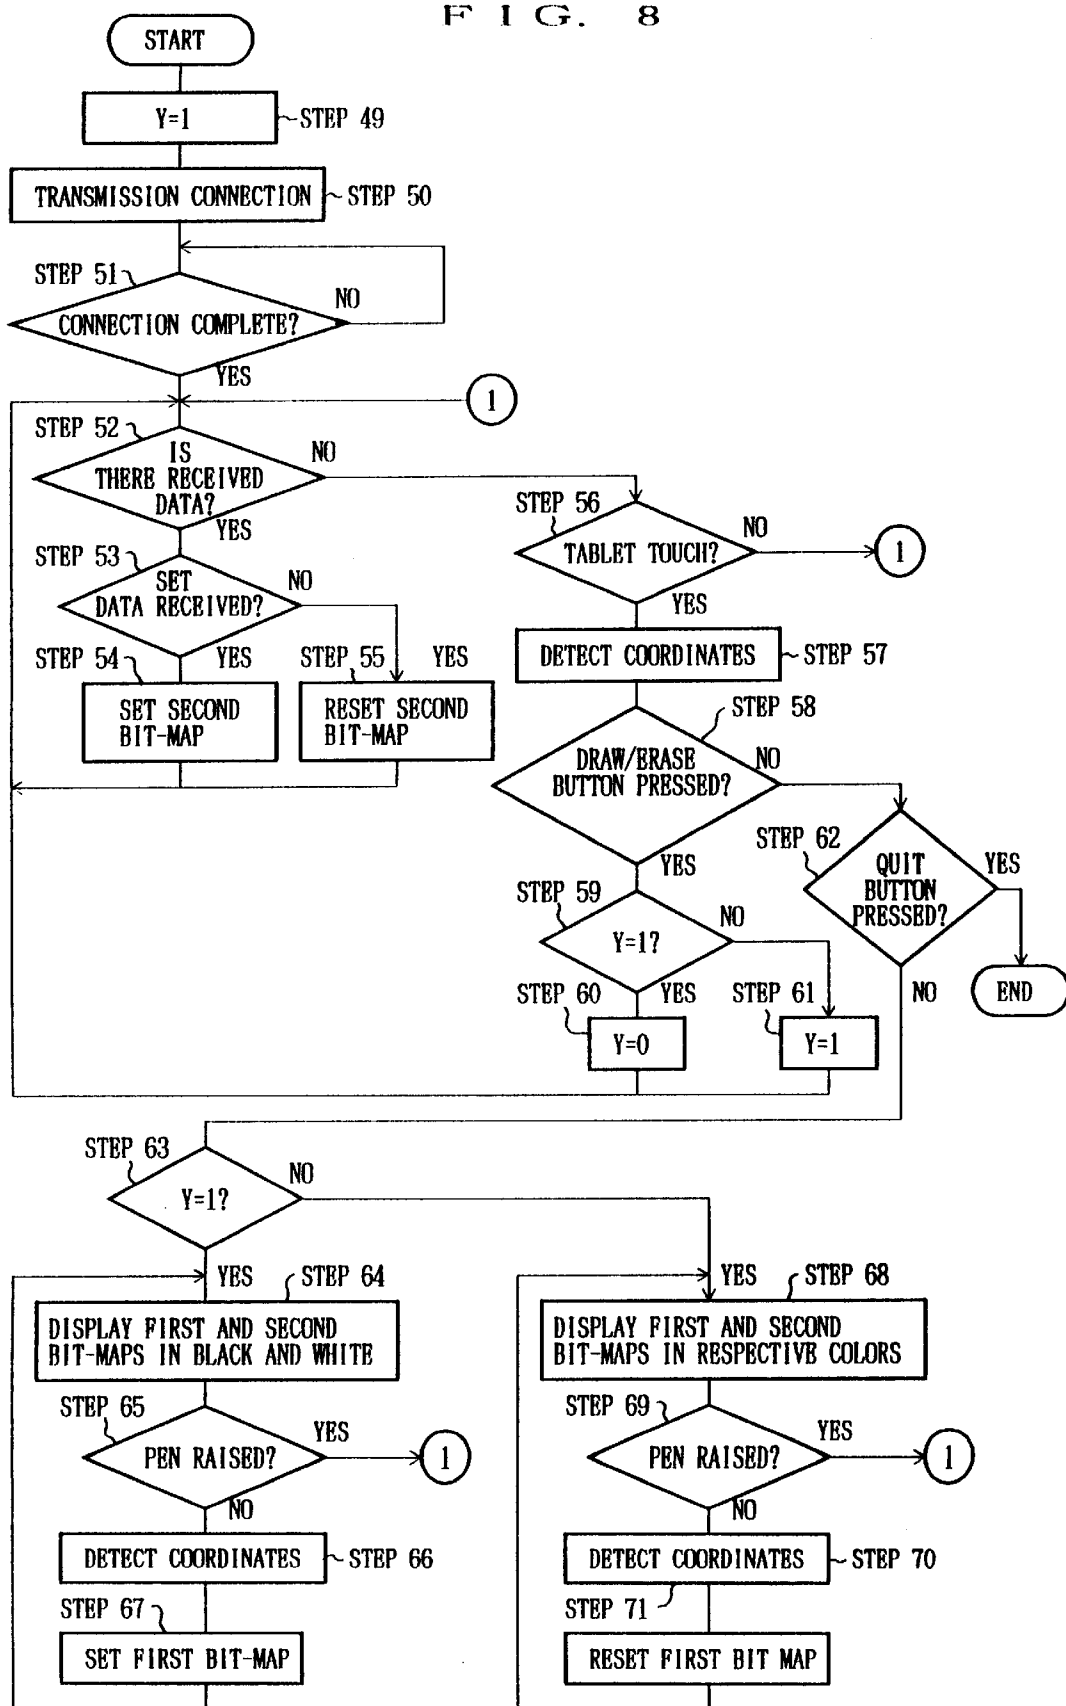 FIG. 8
START
Y=1
STEP 49
TRANSMISSION CONNECTION
STEP 50
STEP 51
NO
CONNECTION COMPLETE?
YES
1
STEP 52
IS
THERE RECEIVED
DATA?
NO
YES
STEP 56
TABLET TOUCH?
NO
1
YES
STEP 53
SET
DATA RECEIVED?
NO
YES
STEP 54
SET SECOND
BIT-MAP
STEP 55
YES
RESET SECOND
BIT-MAP
DETECT COORDINATES
STEP 57
STEP 58
DRAW/ERASE
BUTTON PRESSED?
NO
YES
STEP 62
QUIT
BUTTON
PRESSED?
YES
NO
END
STEP 59
Y=1?
NO
YES
STEP 60
Y=0
STEP 61
Y=1
STEP 63
Y=1?
NO
YES
STEP 64
DISPLAY FIRST AND SECOND
BIT-MAPS IN BLACK AND WHITE
STEP 65
PEN RAISED?
YES
1
NO
DETECT COORDINATES
STEP 66
STEP 67
SET FIRST BIT-MAP
YES
STEP 68
DISPLAY FIRST AND SECOND
BIT-MAPS IN RESPECTIVE COLORS
STEP 69
PEN RAISED?
YES
1
NO
DETECT COORDINATES
STEP 70
STEP 71
RESET FIRST BIT MAP